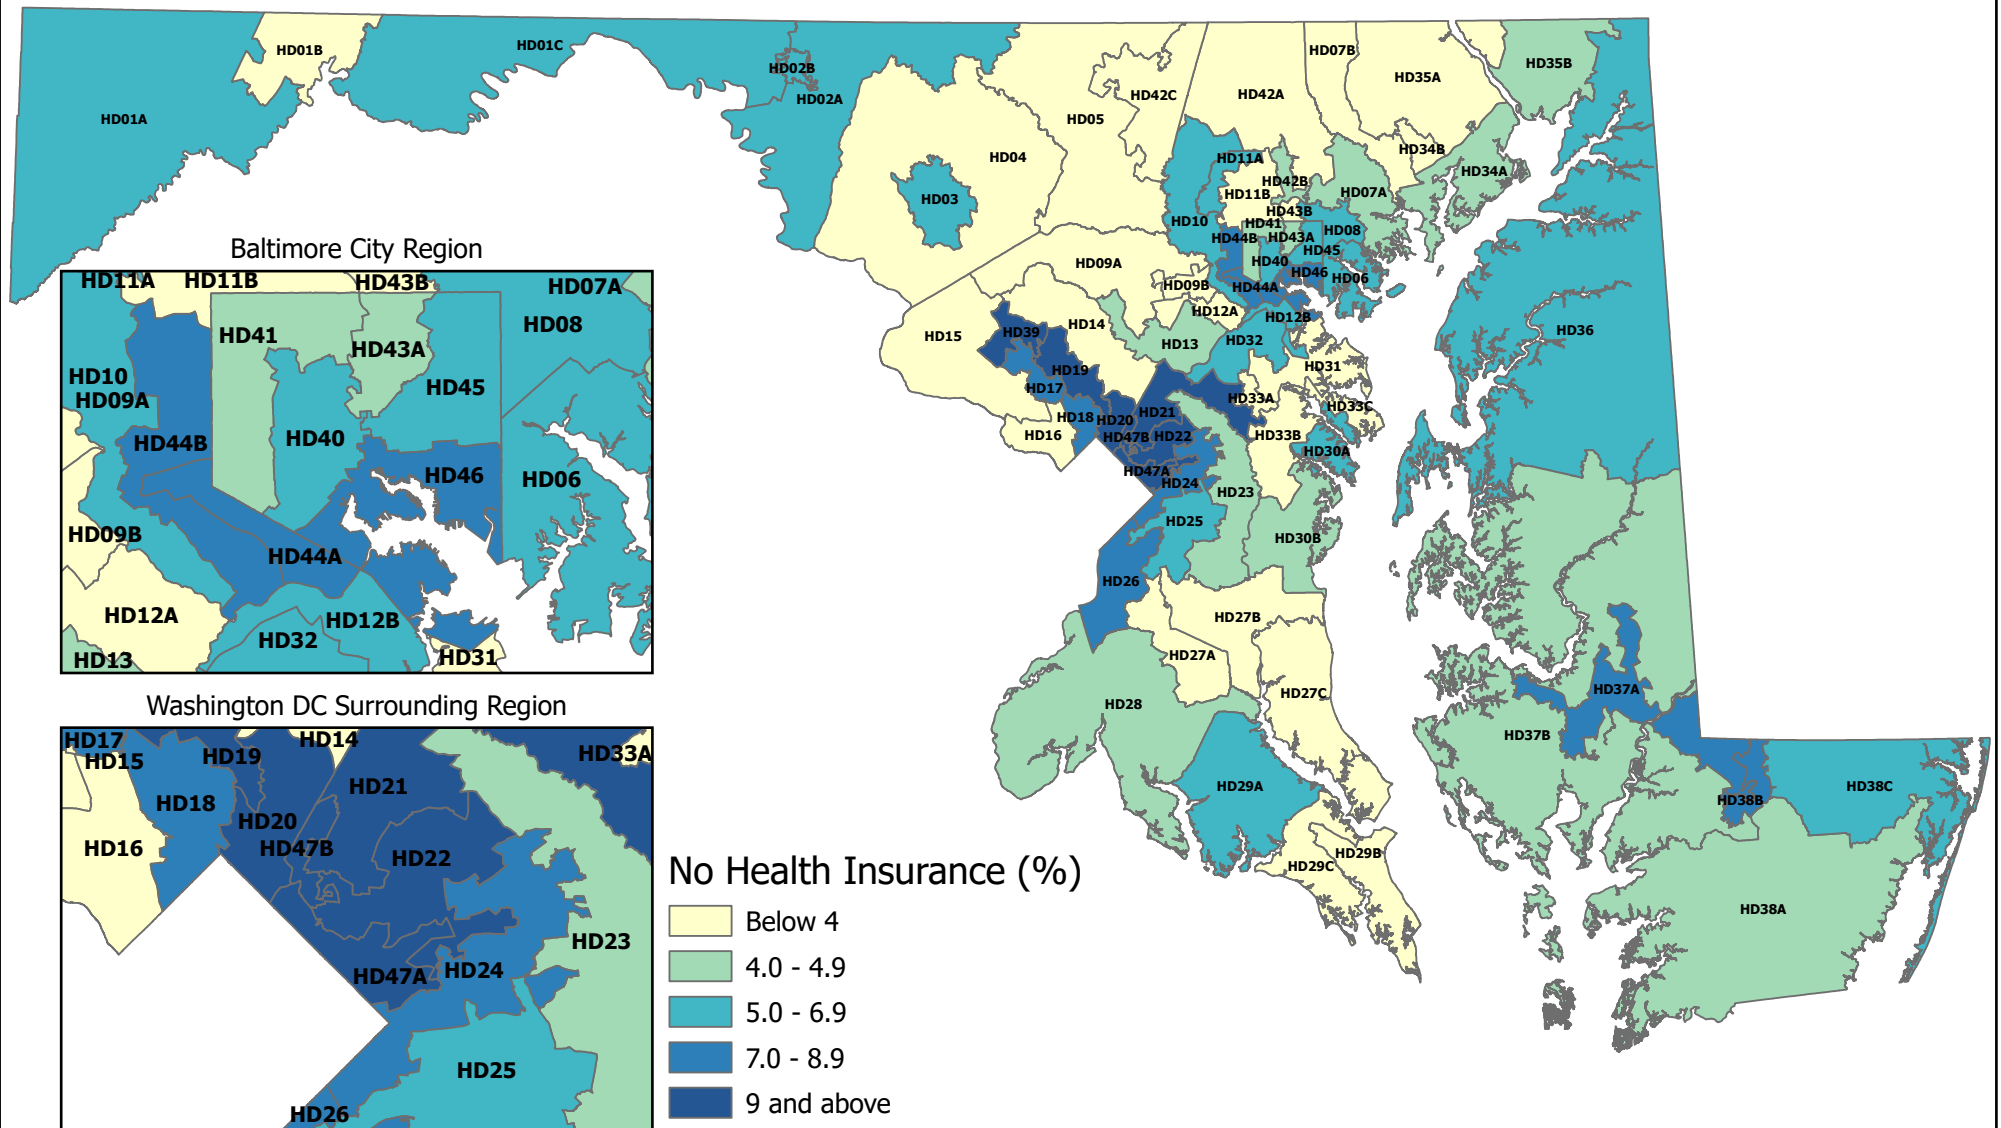 HD01B
HD01C
HD07B
HD02B
HD35B
HD35A
HD02A
HD42C
HD42A
HD01A
HD05
HD34B
HD04
HD11A
HD34A
HD42B
HD07A
HD11B
HD03
HD43B
HD10
HD41
HD08
HD44B
HD43A
HD45
HD40
HD09A
HD46
HD06
HD09B
HD44A
HD12A
HD12B
HD14
HD39
HD15
HD32
HD13
HD36
HD31
HD19
HD17
HD33A
HD33C
HD21
HD18
HD20
HD16
HD47B
HD22
HD33B
HD30A
HD47A
HD24
HD23
HD25
HD30B
HD26
HD27B
HD27A
HD37A
HD27C
HD28
HD37B
HD29A
HD38C
HD38B
HD29B
HD29C
HD38A
Baltimore City Region
HD11A
HD11B
HD43B
HD07A
HD08
HD41
HD43A
HD10
HD45
HD09A
HD40
HD44B
HD46
HD06
HD09B
HD44A
HD12A
HD12B
HD32
HD31
HD13
Washington DC Surrounding Region
HD17
HD14
HD19
HD33A
HD15
HD21
HD18
HD20
HD47B
HD16
HD22
HD23
HD24
HD47A
HD25
HD26
No Health Insurance (%)
Below 4
4.0 - 4.9
5.0 - 6.9
7.0 - 8.9
9 and above